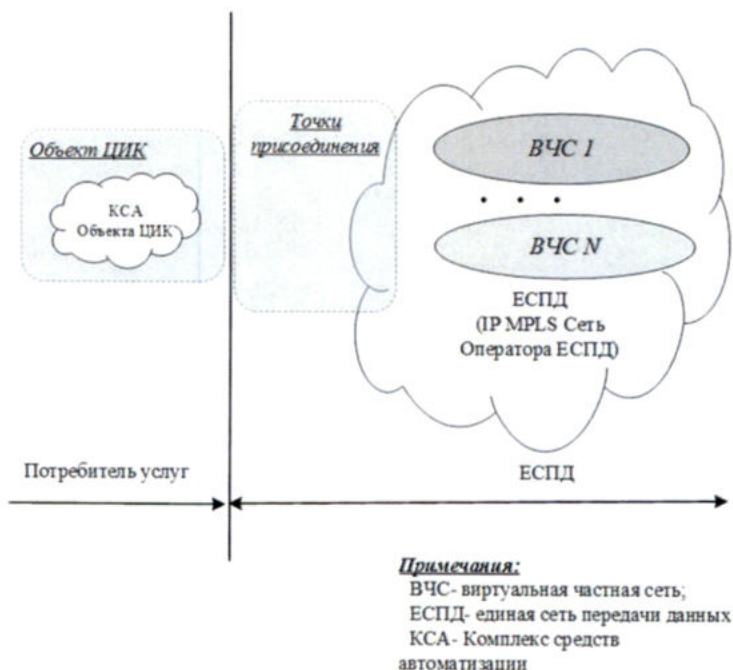 Объект ЦИК
КСА
Объекта ЦИК
Точки
присоединения
ВЧС 1
. . .
ВЧС N
ЕСПД
(IP MPLS Сеть
Оператора ЕСПД)
Потребитель услуг
ЕСПД
Примечания:
ВЧС- виртуальная частная сеть;
ЕСПД- единая сеть передачи данных
КСА- Комплекс средств
автоматизации